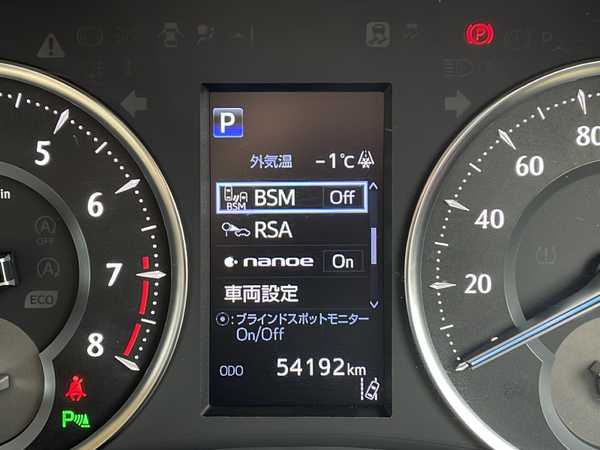 P
外気温 -1℃
BSM BSM Off
RSA
nanoe On
車両設定
:ブラインドスポットモニター
On/Off
ODO 54192km
5
6
7
8
OFF
A
ECO
P
P
80
60
40
20